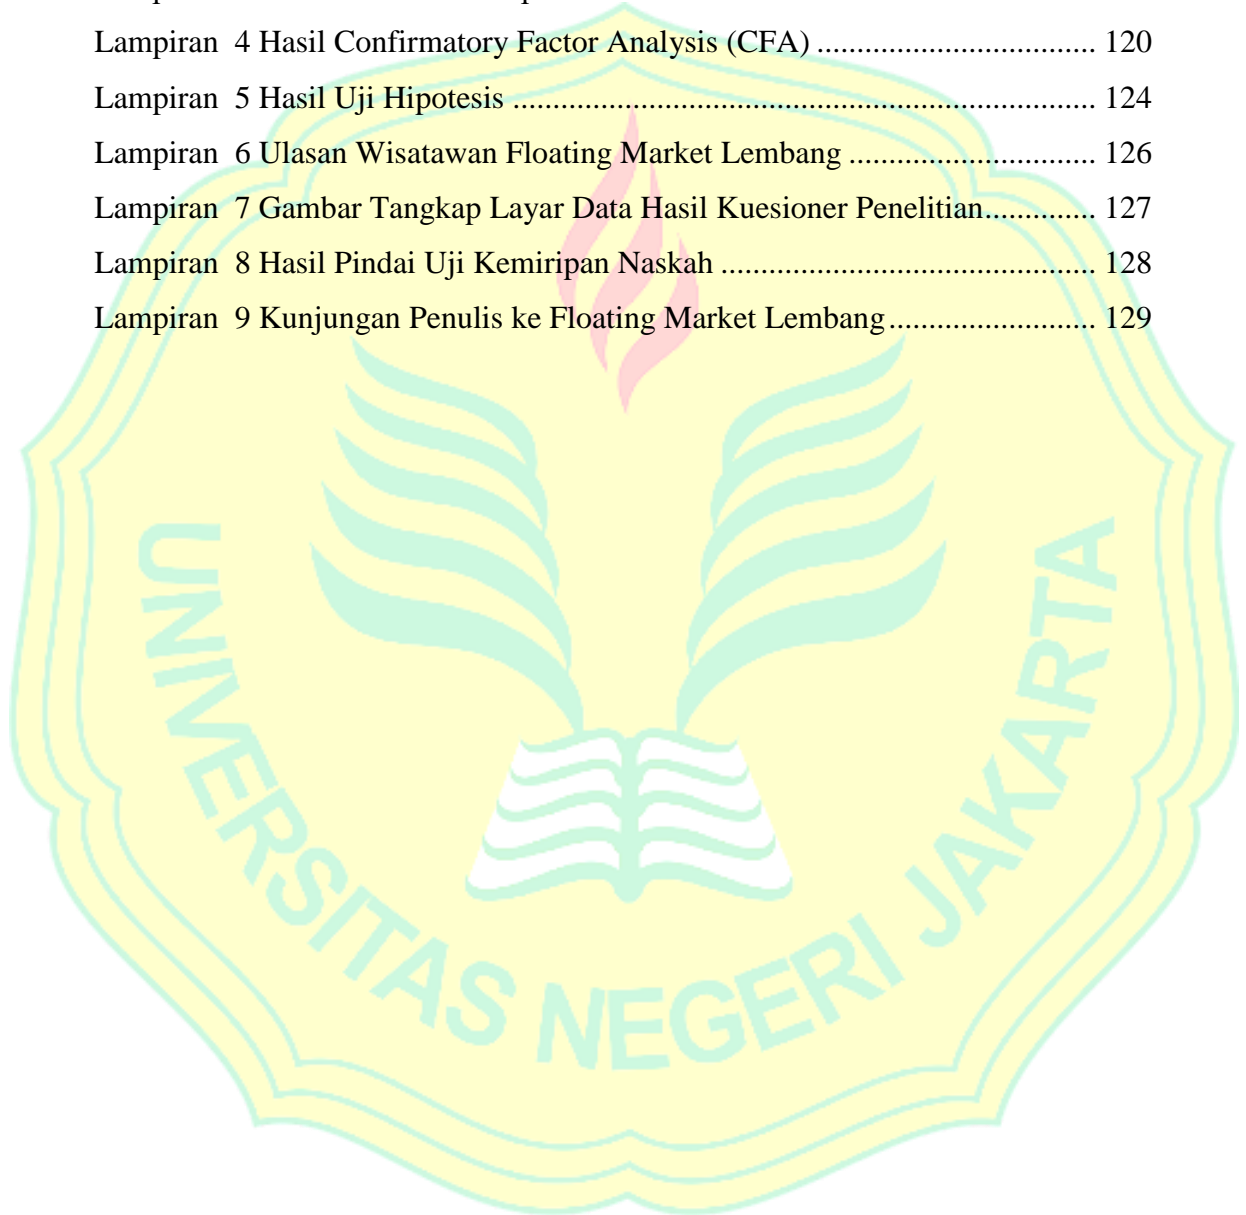 Lampiran 4 Hasil Confirmatory Factor Analysis (CFA) .................................. 120
Lampiran 5 Hasil Uji Hipotesis ........................................................................ 124
Lampiran 6 Ulasan Wisatawan Floating Market Lembang .............................. 126
Lampiran 7 Gambar Tangkap Layar Data Hasil Kuesioner Penelitian............. 127
Lampiran 8 Hasil Pindai Uji Kemiripan Naskah .............................................. 128
Lampiran 9 Kunjungan Penulis ke Floating Market Lembang......................... 129
UNIVERSITAS NEGERI JAKARTA